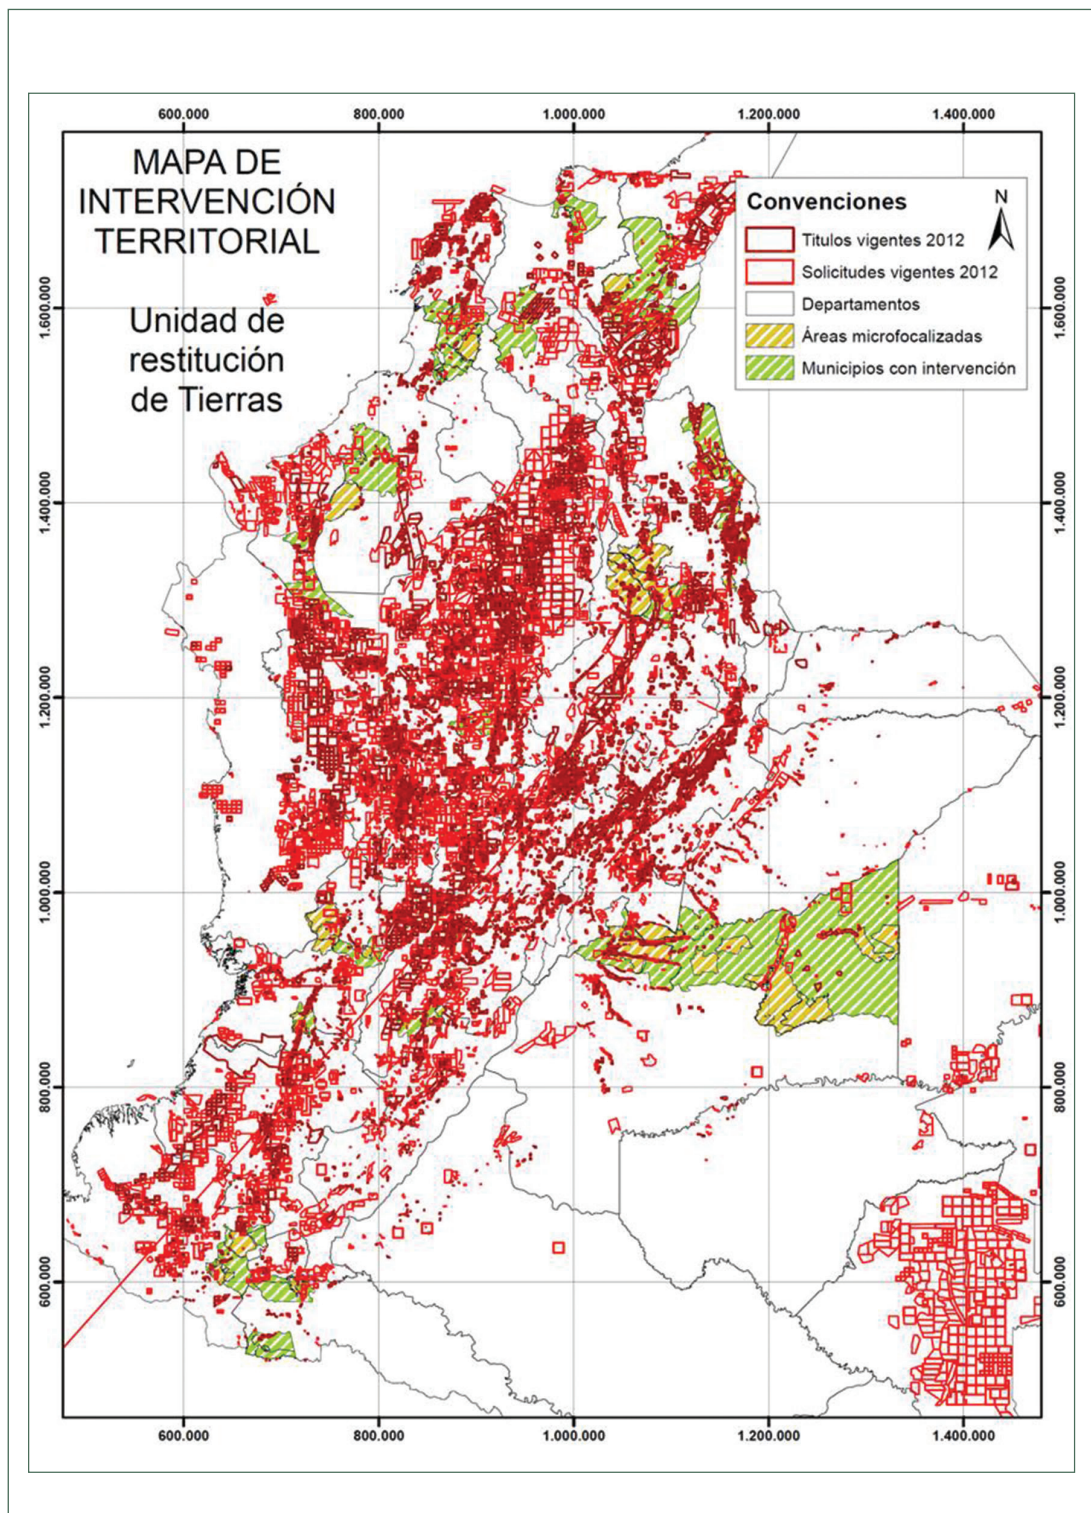 600.000 800.000 1.000.000 1.200.000 1.400.000
MAPA DE
INTERVENCIÓN
TERRITORIAL
Unidad de
restitución
de Tierras
Convenciones
N
Titulos vigentes 2012
Solicitudes vigentes 2012
Departamentos
Áreas microfocalizadas
Municipios con intervención
1.600.000 1.600.000
1.400.000 1.400.000
1.200.000 1.200.000
1.000.000 1.000.000
800.000 800.000
600.000 600.000
600.000 800.000 1.000.000 1.200.000 1.400.000